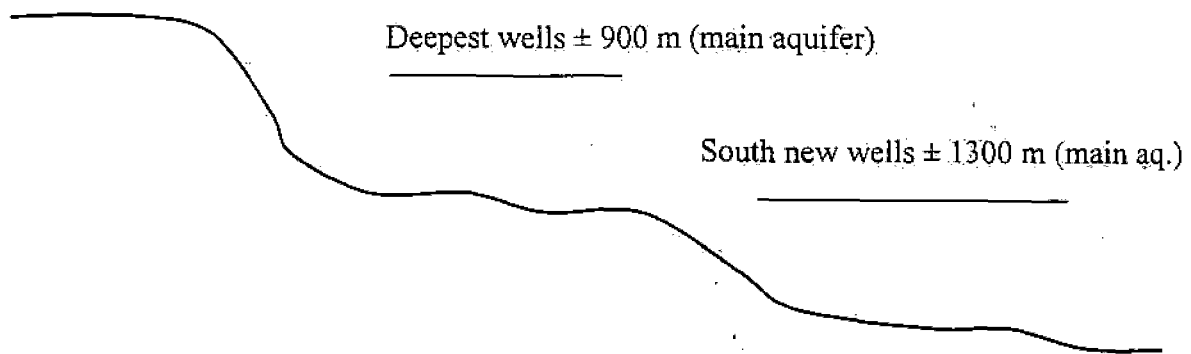 Deepest wells ± 900 m (main aquifer)
South new wells ± 1300 m (main aq.)